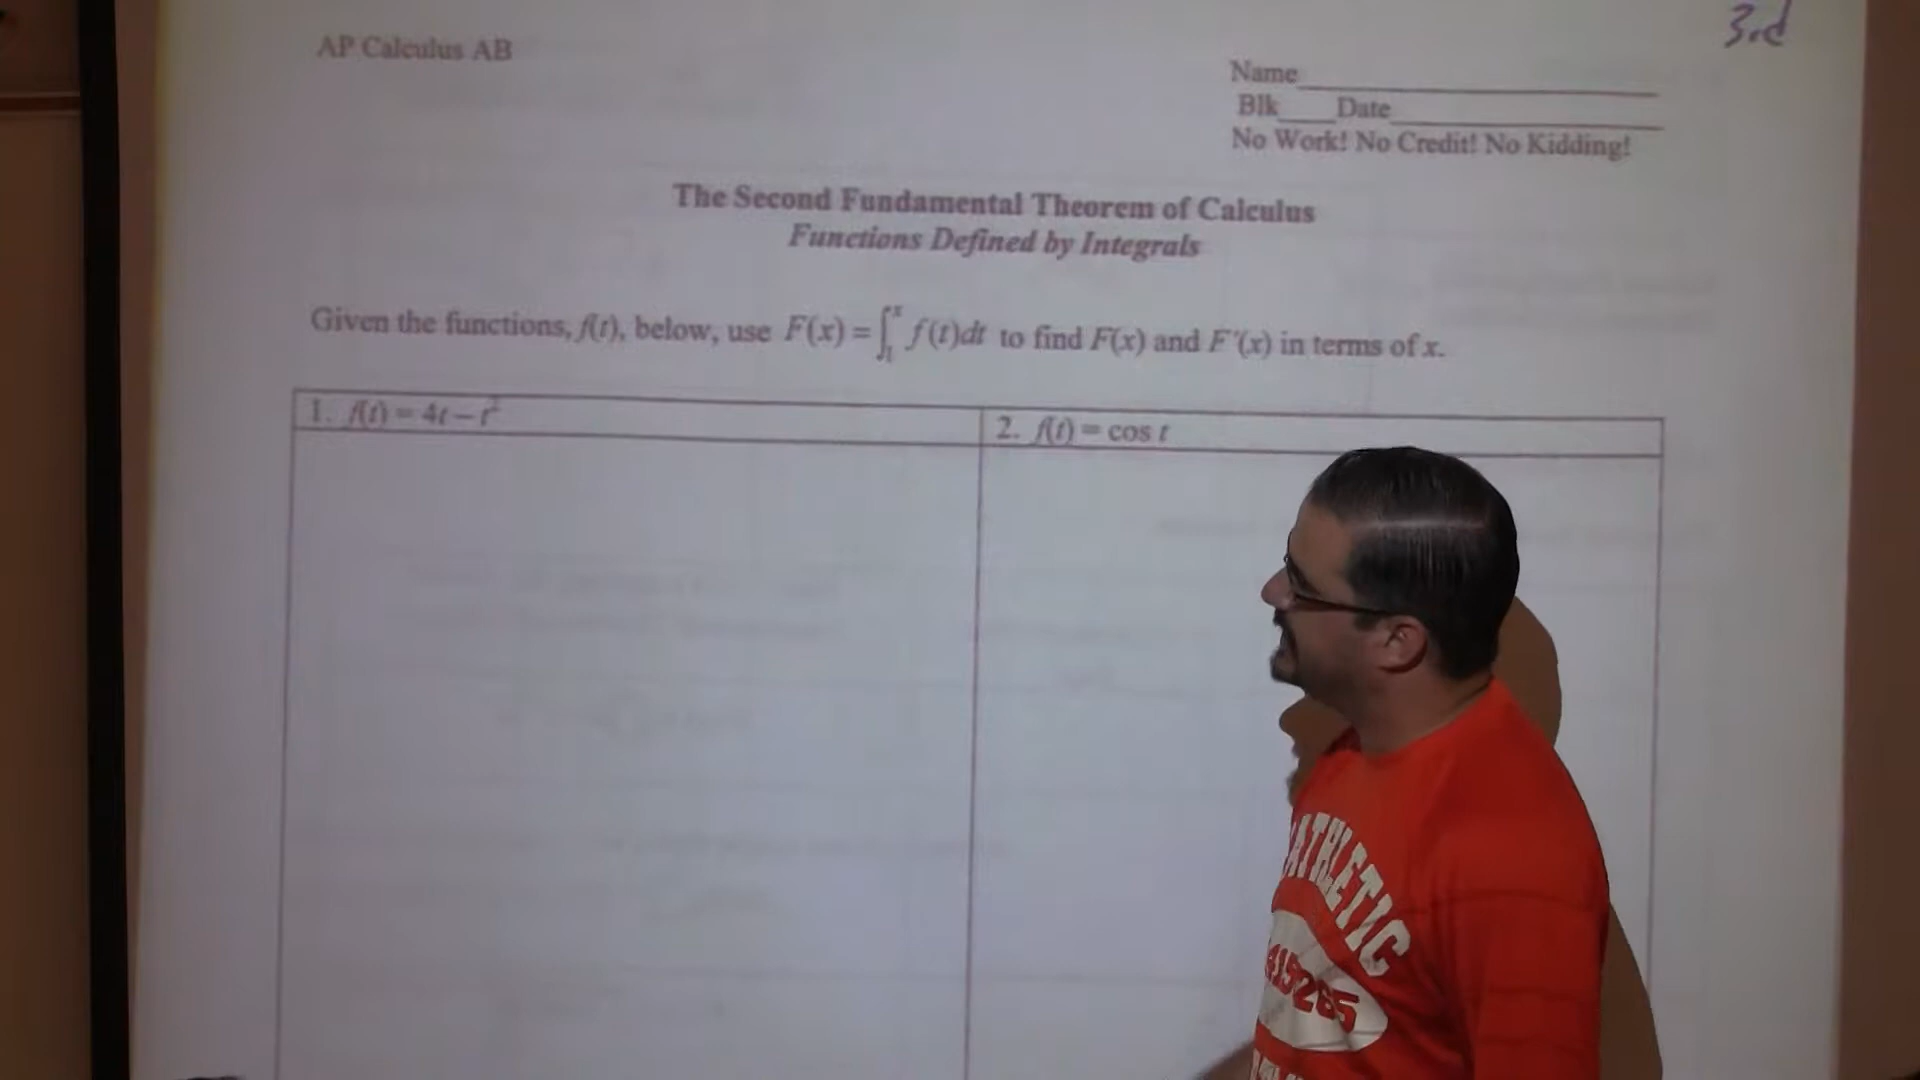 3rd
AP Calculus AB
Name
Blk____Date
No Work! No Credit! No Kidding!
The Second Fundamental Theorem of Calculus
Functions Defined by Integrals
Given the functions, f(t), below, use F(x) = ∫₁ˣ f(t)dt to find F(x) and F'(x) in terms of x.
1. f(t) = 4t – t²
2. f(t) = cos t
ATHLETIC
415265